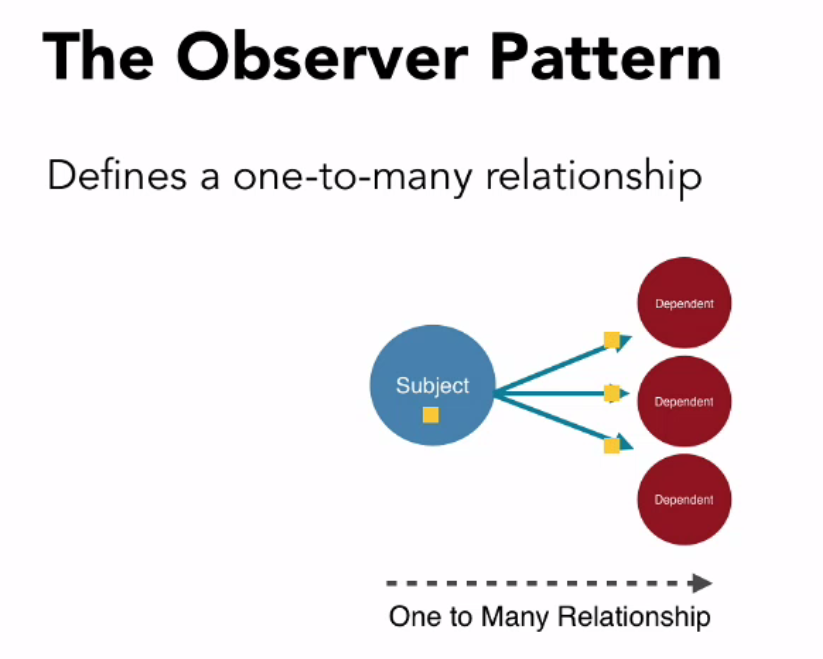 The Observer Pattern
Defines a one-to-many relationship
Dependent
Subject
Dependent
Dependent
One to Many Relationship